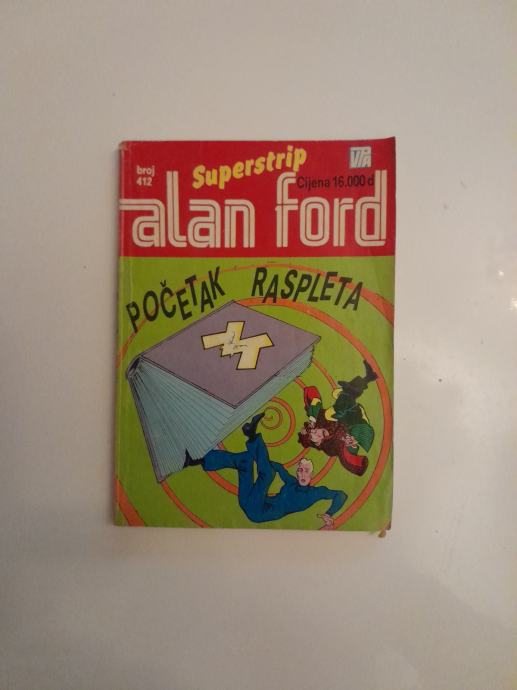 broj
412
Superstrip
Cijena 16.000 d
alan ford
POČETAK RASPLETA